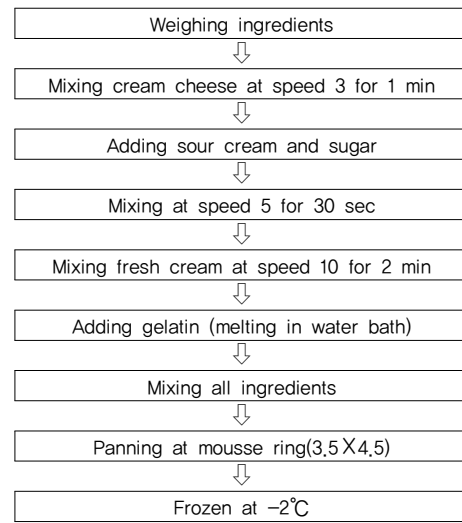 Weighing ingredients
Mixing cream cheese at speed 3 for 1 min
Adding sour cream and sugar
Mixing at speed 5 for 30 sec
Mixing fresh cream at speed 10 for 2 min
Adding gelatin (melting in water bath)
Mixing all ingredients
Panning at mousse ring(3.5×4.5)
Frozen at -2℃